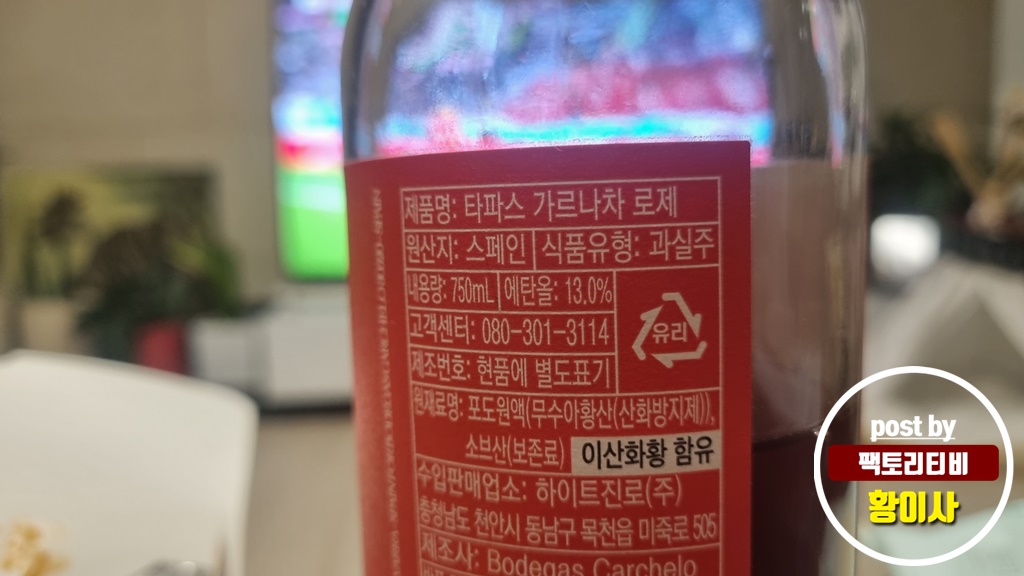 제품명: 타파스 가르나차 로제
원산지: 스페인 식품유형: 과실주
내용량: 750mL 에탄올: 13.0%
고객센터: 080-301-3114
유리
제조번호: 현품에 별도표기
원재료명: 포도원액(무수아황산(산화방지제)),
소브산(보존료) 이산화황 함유
수입판매업소: 하이트진로(주)
충청남도 천안시 동남구 목천읍 미죽로 505
제조사: Bodegas Carchelo
post by
팩토리티비
황이사